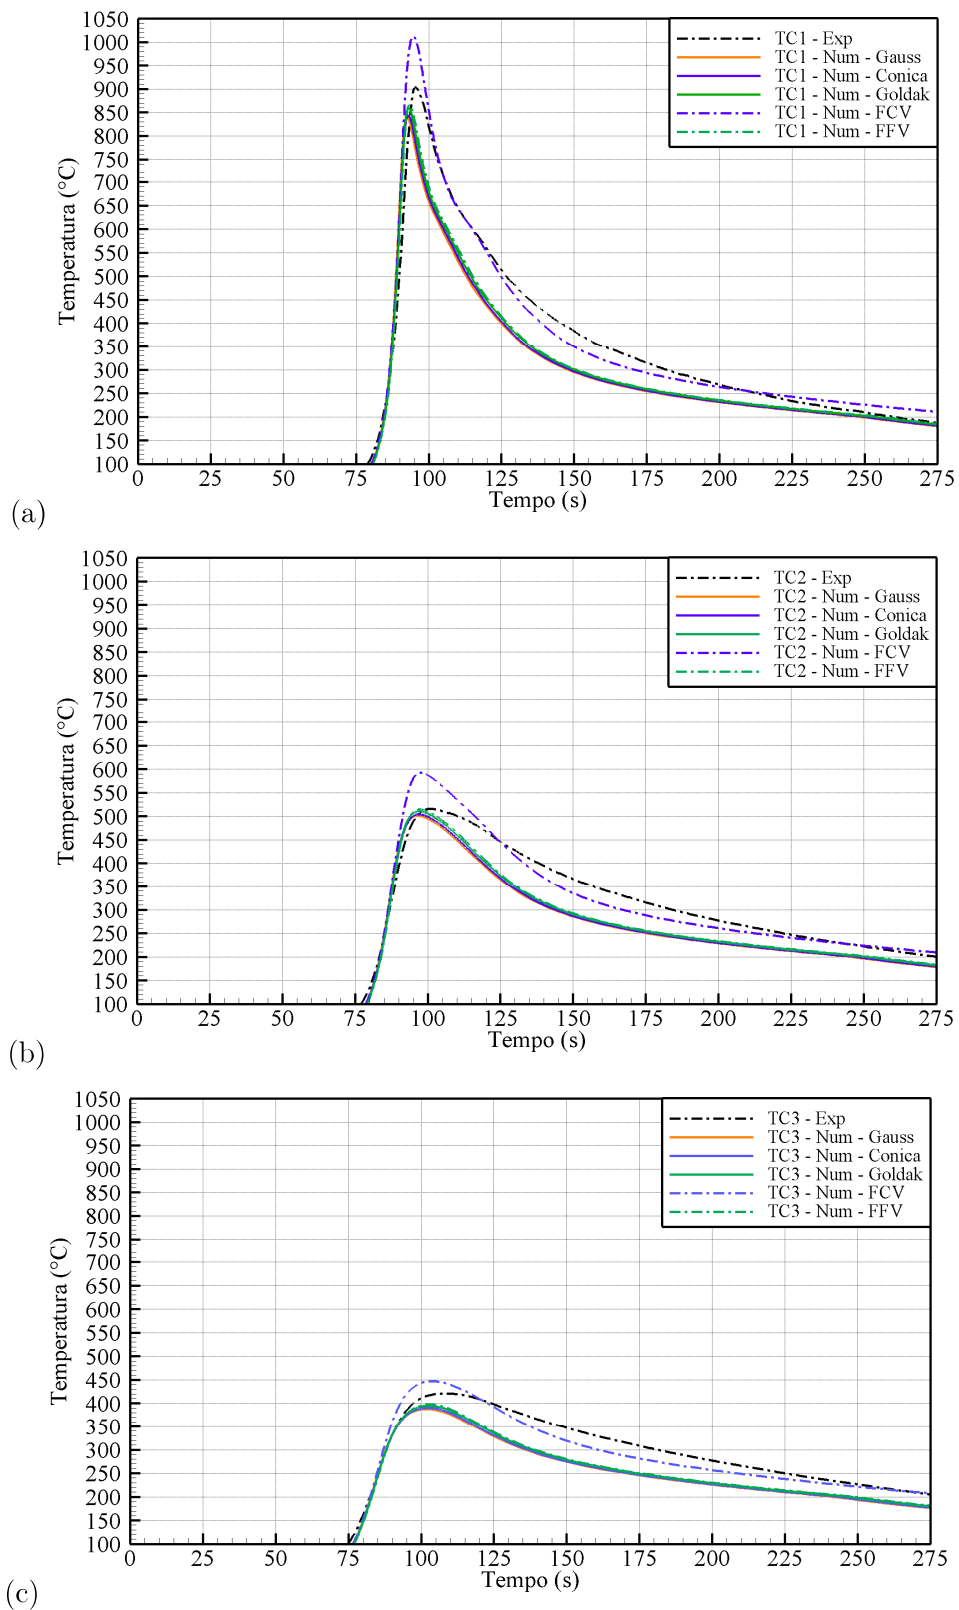 1050
1000
950
900
850
800
750
700
650
600
550
500
450
400
350
300
250
200
150
100
Temperatura (°C)
TC1 - Exp
TC1 - Num - Gauss
TC1 - Num - Conica
TC1 - Num - Goldak
TC1 - Num - FCV
TC1 - Num - FFV
0 25 50 75 100 125 150 175 200 225 250 275
Tempo (s)
(a)
1050
1000
950
900
850
800
750
700
650
600
550
500
450
400
350
300
250
200
150
100
Temperatura (°C)
TC2 - Exp
TC2 - Num - Gauss
TC2 - Num - Conica
TC2 - Num - Goldak
TC2 - Num - FCV
TC2 - Num - FFV
0 25 50 75 100 125 150 175 200 225 250 275
Tempo (s)
(b)
1050
1000
950
900
850
800
750
700
650
600
550
500
450
400
350
300
250
200
150
100
Temperatura (°C)
TC3 - Exp
TC3 - Num - Gauss
TC3 - Num - Conica
TC3 - Num - Goldak
TC3 - Num - FCV
TC3 - Num - FFV
0 25 50 75 100 125 150 175 200 225 250 275
Tempo (s)
(c)